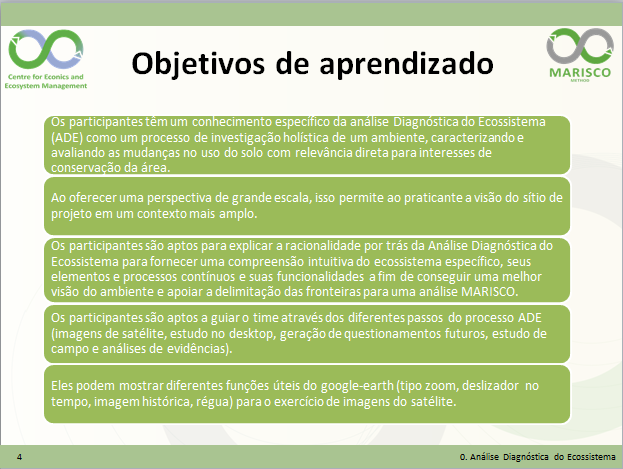 Centre for Econics and
Ecosystem Management
Objetivos de aprendizado
MARISCO
METHOD
Os participantes têm um conhecimento específico da análise Diagnóstica do Ecossistema
(ADE) como um processo de investigação holística de um ambiente, caracterizando e
avaliando as mudanças no uso do solo com relevância direta para interesses de
conservação da área.
Ao oferecer uma perspectiva de grande escala, isso permite ao praticante a visão do sítio de
projeto em um contexto mais amplo.
Os participantes são aptos para explicar a racionalidade por trás da Análise Diagnóstica do
Ecossistema para fornecer uma compreensão intuitiva do ecossistema específico, seus
elementos e processos contínuos e suas funcionalidades a fim de conseguir uma melhor
visão do ambiente e apoiar a delimitação das fronteiras para uma análise MARISCO.
Os participantes são aptos a guiar o time através dos diferentes passos do processo ADE
(imagens de satélite, estudo no desktop, geração de questionamentos futuros, estudo de
campo e análises de evidências).
Eles podem mostrar diferentes funções úteis do google-earth (tipo zoom, deslizador no
tempo, imagem histórica, régua) para o exercício de imagens do satélite.
4
0. Análise Diagnóstica do Ecossistema